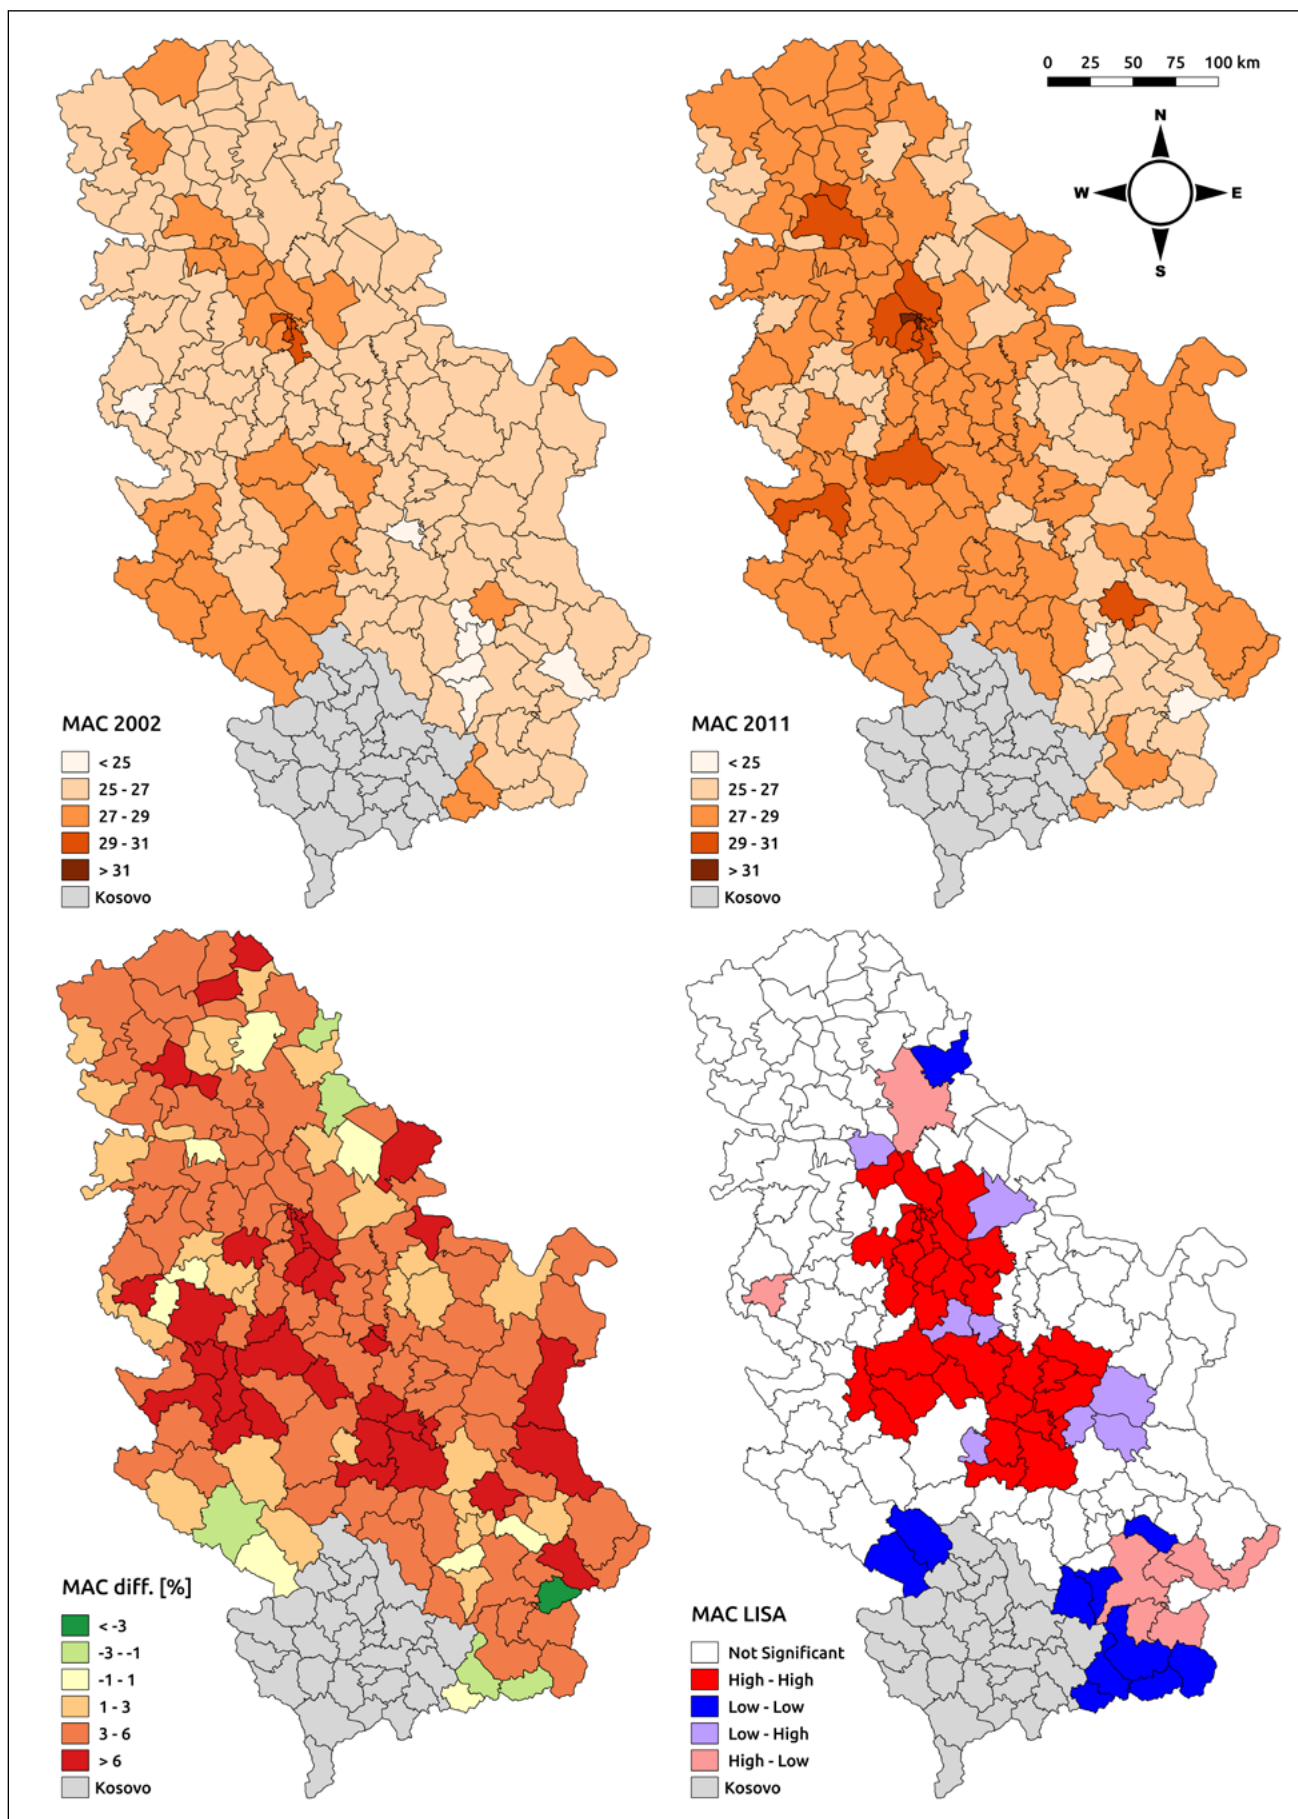 0 25 50 75 100 km
N
W E
S
MAC 2002
< 25
25 - 27
27 - 29
29 - 31
> 31
Kosovo
MAC 2011
< 25
25 - 27
27 - 29
29 - 31
> 31
Kosovo
MAC diff. [%]
< -3
-3 - -1
-1 - 1
1 - 3
3 - 6
> 6
Kosovo
MAC LISA
Not Significant
High - High
Low - Low
Low - High
High - Low
Kosovo